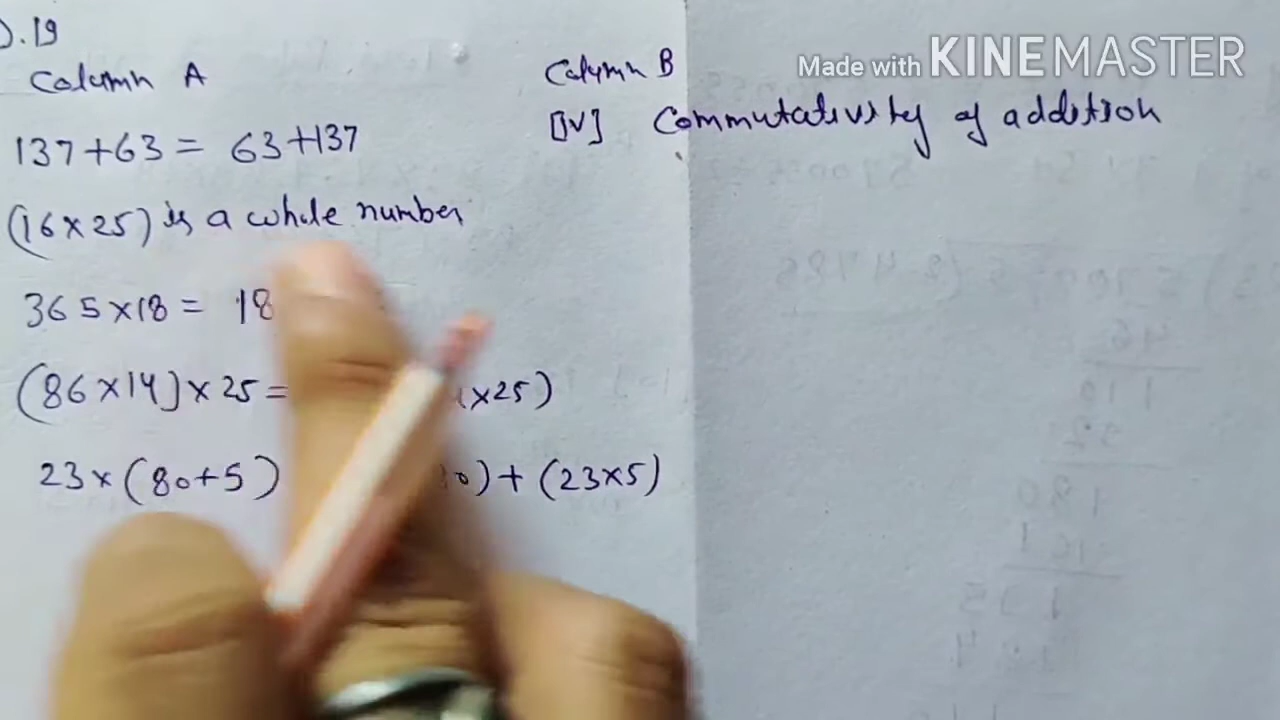 ).19
Column A
Column B
Made with KINEMASTER
137+63 = 63+137
[IV] Commutativity of addition
(16×25) is a whole number
365×18 = 18
(86×14)×25 = ×25)
23×(80+5) 0)+(23×5)